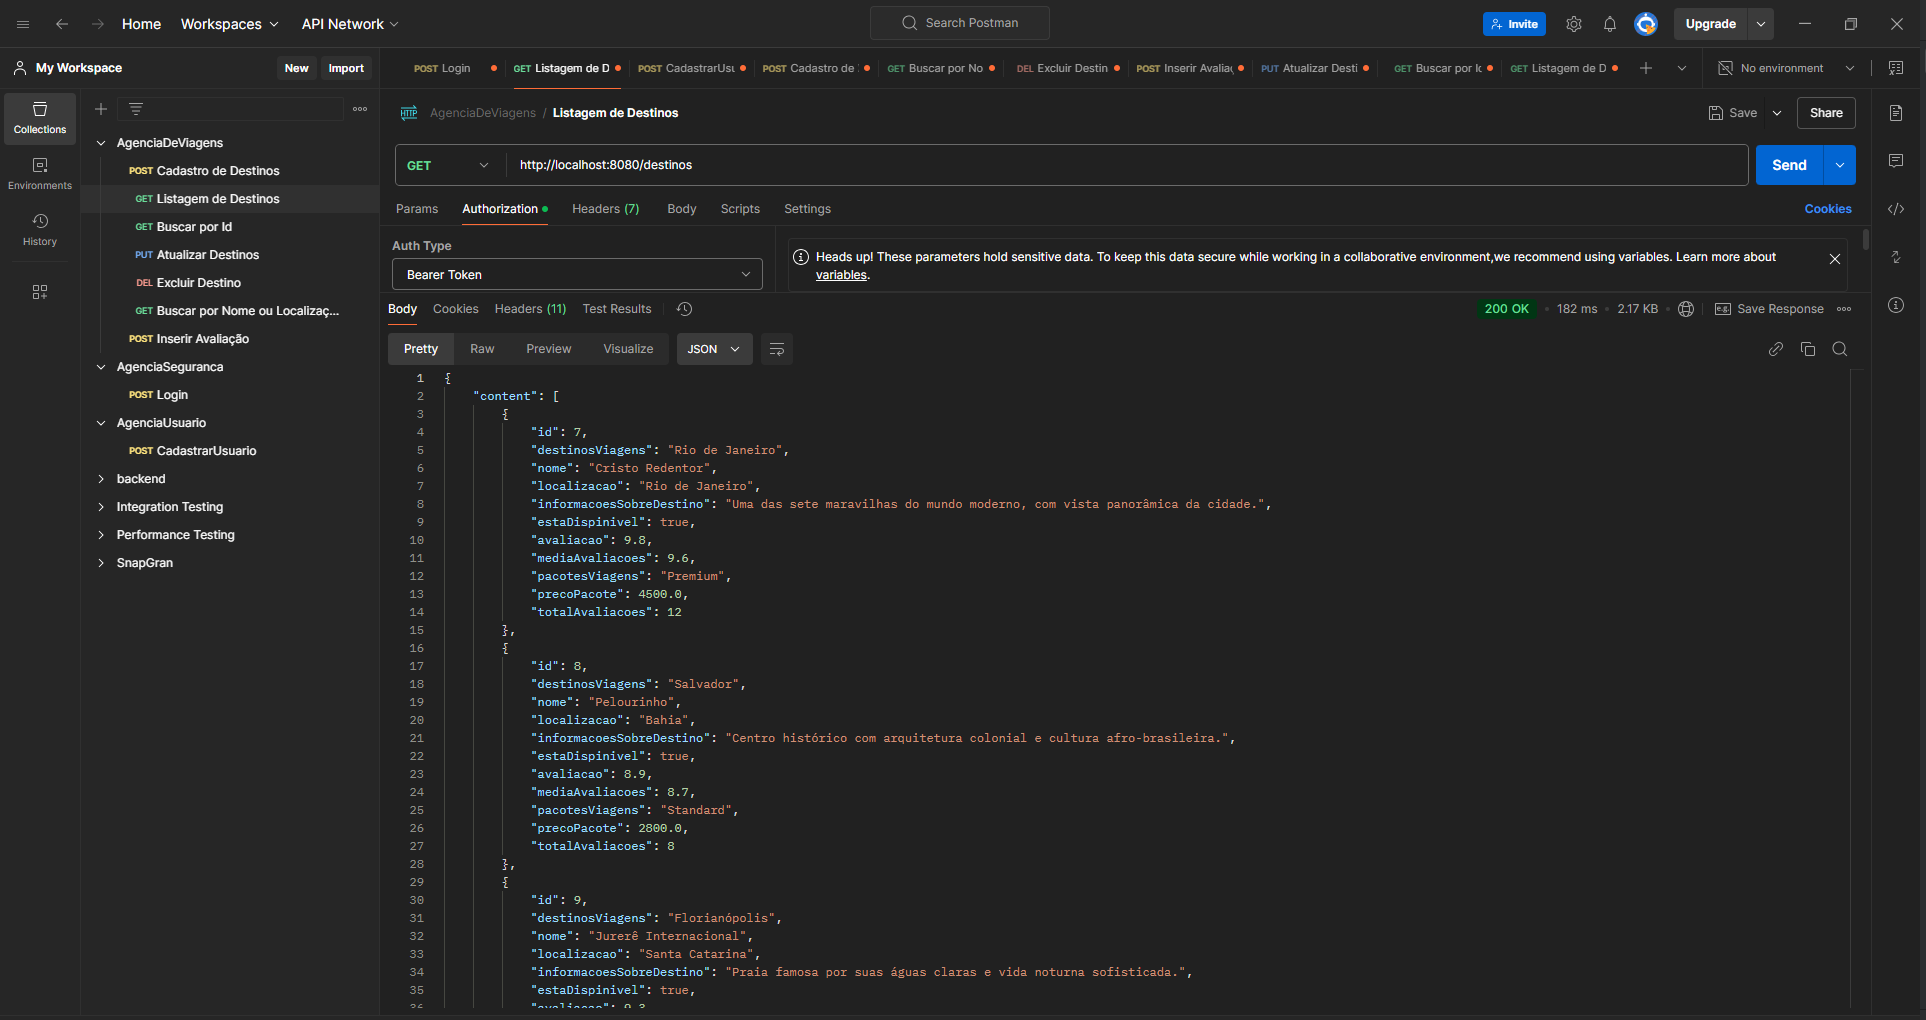 Home Workspaces API Network Search Postman Invite Upgrade
My Workspace New Import
POST Login GET Listagem de D POST CadastrarUsu POST Cadastro de GET Buscar por No DEL Excluir Destin POST Inserir Avaliaç PUT Atualizar Desti GET Buscar por Ic GET Listagem de D No environment
Collections
Environments
History
AgenciaDeViagens
POST Cadastro de Destinos
GET Listagem de Destinos
GET Buscar por Id
PUT Atualizar Destinos
DEL Excluir Destino
GET Buscar por Nome ou Localizaç...
POST Inserir Avaliação
AgenciaSeguranca
POST Login
AgenciaUsuario
POST CadastrarUsuario
backend
Integration Testing
Performance Testing
SnapGran
HTTP AgenciaDeViagens / Listagem de Destinos Save Share
GET http://localhost:8080/destinos Send
Params Authorization Headers (7) Body Scripts Settings Cookies
Auth Type
Bearer Token
Heads up! These parameters hold sensitive data. To keep this data secure while working in a collaborative environment,we recommend using variables. Learn more about
variables.
Body Cookies Headers (11) Test Results 200 OK 182 ms 2.17 KB e.g. Save Response
Pretty Raw Preview Visualize JSON
1 {
2 "content": [
3 {
4 "id": 7,
5 "destinosViagens": "Rio de Janeiro",
6 "nome": "Cristo Redentor",
7 "localizacao": "Rio de Janeiro",
8 "informacoesSobreDestino": "Uma das sete maravilhas do mundo moderno, com vista panorâmica da cidade.",
9 "estaDispinivel": true,
10 "avaliacao": 9.8,
11 "mediaAvaliacoes": 9.6,
12 "pacotesViagens": "Premium",
13 "precoPacote": 4500.0,
14 "totalAvaliacoes": 12
15 },
16 {
17 "id": 8,
18 "destinosViagens": "Salvador",
19 "nome": "Pelourinho",
20 "localizacao": "Bahia",
21 "informacoesSobreDestino": "Centro histórico com arquitetura colonial e cultura afro-brasileira.",
22 "estaDispinivel": true,
23 "avaliacao": 8.9,
24 "mediaAvaliacoes": 8.7,
25 "pacotesViagens": "Standard",
26 "precoPacote": 2800.0,
27 "totalAvaliacoes": 8
28 },
29 {
30 "id": 9,
31 "destinosViagens": "Florianópolis",
32 "nome": "Jurerê Internacional",
33 "localizacao": "Santa Catarina",
34 "informacoesSobreDestino": "Praia famosa por suas águas claras e vida noturna sofisticada.",
35 "estaDispinivel": true,
36 "avaliacao": 9.3